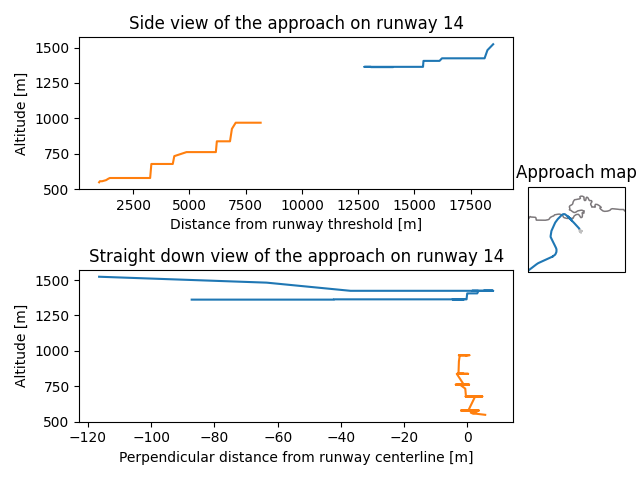 Side view of the approach on runway 14
Altitude [m]
1500
1250
1000
750
500
2500 5000 7500 10000 12500 15000 17500
Distance from runway threshold [m]
Approach map
Straight down view of the approach on runway 14
Altitude [m]
1500
1250
1000
750
500
−120 −100 −80 −60 −40 −20 0
Perpendicular distance from runway centerline [m]